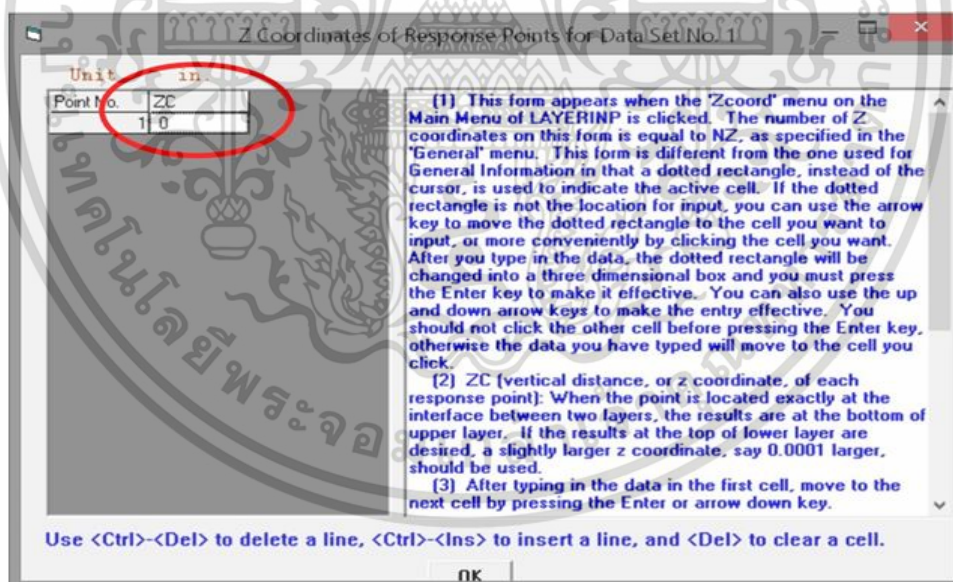 Z Coordinates of Response Points for Data Set No. 1
Unit in.
Point No. ZC
1 0
(1) This form appears when the 'Zcoord' menu on the
Main Menu of LAYERINP is clicked. The number of Z
coordinates on this form is equal to NZ, as specified in the
'General' menu. This form is different from the one used for
General Information in that a dotted rectangle, instead of the
cursor, is used to indicate the active cell. If the dotted
rectangle is not the location for input, you can use the arrow
key to move the dotted rectangle to the cell you want to
input, or more conveniently by clicking the cell you want.
After you type in the data, the dotted rectangle will be
changed into a three dimensional box and you must press
the Enter key to make it effective. You can also use the up
and down arrow keys to make the entry effective. You
should not click the other cell before pressing the Enter key,
otherwise the data you have typed will move to the cell you
click.
(2) ZC (vertical distance, or z coordinate, of each
response point): When the point is located exactly at the
interface between two layers, the results are at the bottom of
upper layer. If the results at the top of lower layer are
desired, a slightly larger z coordinate, say 0.0001 larger,
should be used.
(3) After typing in the data in the first cell, move to the
next cell by pressing the Enter or arrow down key.
Use <Ctrl>-<Del> to delete a line, <Ctrl>-<Ins> to insert a line, and <Del> to clear a cell.
OK